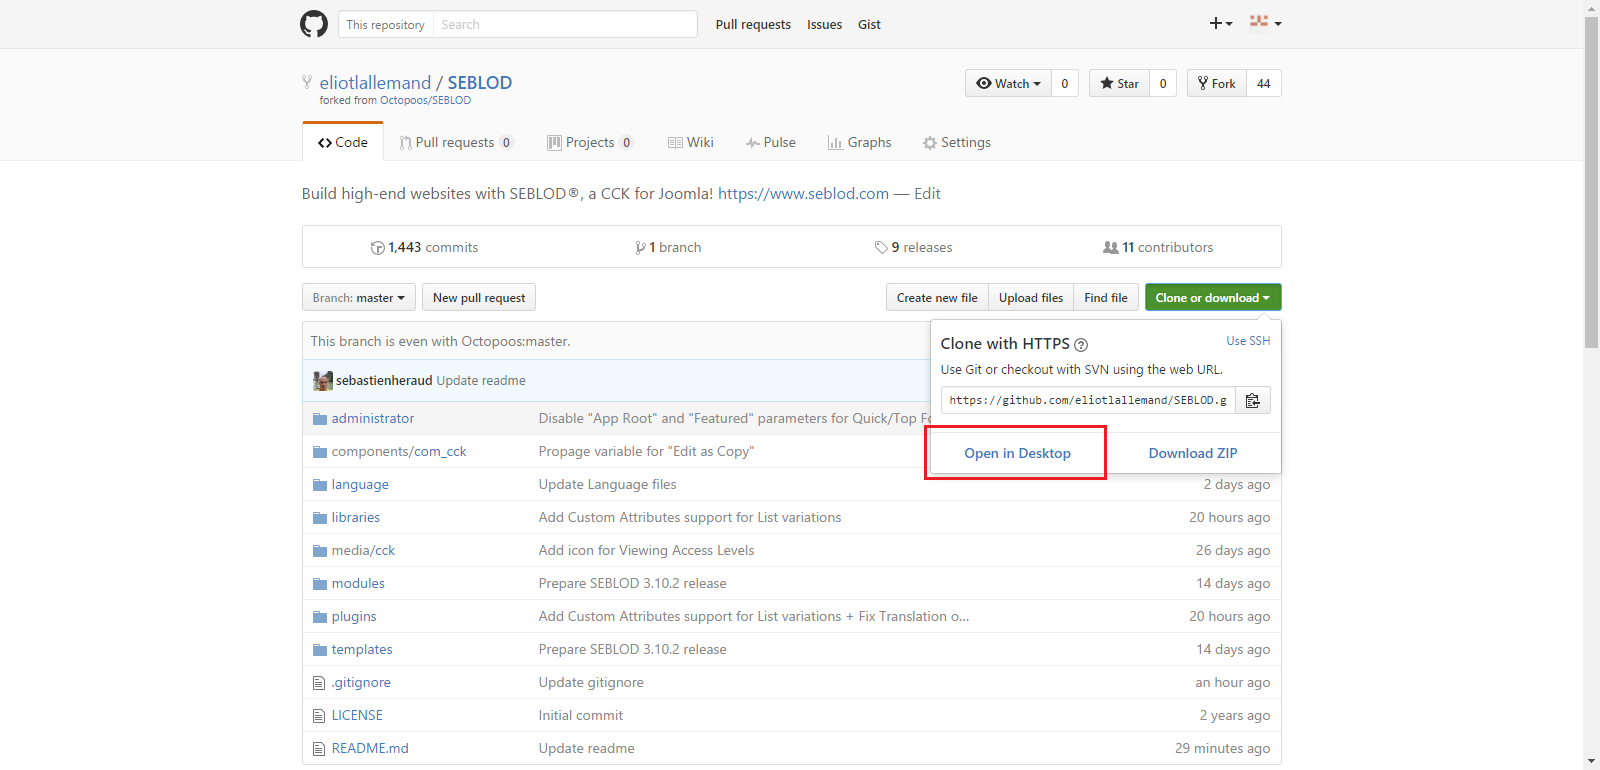 This repository Search Pull requests Issues Gist
eliotlallemand / SEBLOD Watch 0 Star 0 Fork 44
forked from Octopoos/SEBLOD
Code Pull requests 0 Projects 0 Wiki Pulse Graphs Settings
Build high-end websites with SEBLOD®, a CCK for Joomla! https://www.seblod.com — Edit
1,443 commits 1 branch 9 releases 11 contributors
Branch: master New pull request Create new file Upload files Find file Clone or download
This branch is even with Octopoos:master.
Clone with HTTPS Use SSH
Use Git or checkout with SVN using the web URL.
https://github.com/eliotlallemand/SEBLOD.g
Open in Desktop Download ZIP
sebastienheraud Update readme
administrator Disable "App Root" and "Featured" parameters for Quick/Top Fo
components/com_cck Propage variable for "Edit as Copy"
language Update Language files 2 days ago
libraries Add Custom Attributes support for List variations 20 hours ago
media/cck Add icon for Viewing Access Levels 26 days ago
modules Prepare SEBLOD 3.10.2 release 14 days ago
plugins Add Custom Attributes support for List variations + Fix Translation o... 20 hours ago
templates Prepare SEBLOD 3.10.2 release 14 days ago
.gitignore Update gitignore an hour ago
LICENSE Initial commit 2 years ago
README.md Update readme 29 minutes ago